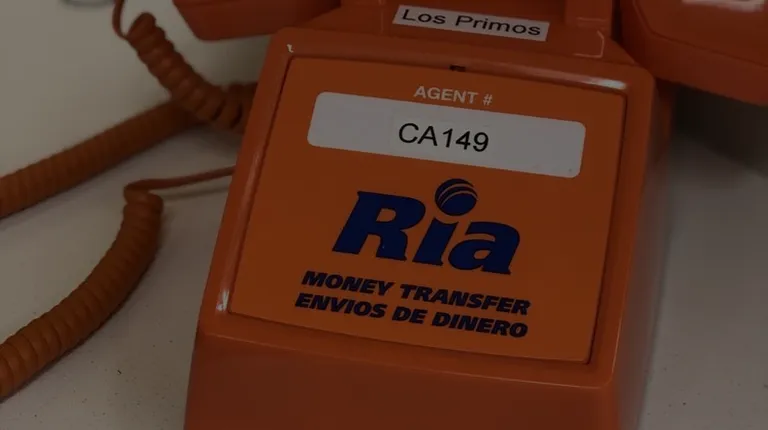 Los Primos
AGENT #
CA149
Ria
MONEY TRANSFER
ENVIOS DE DINERO